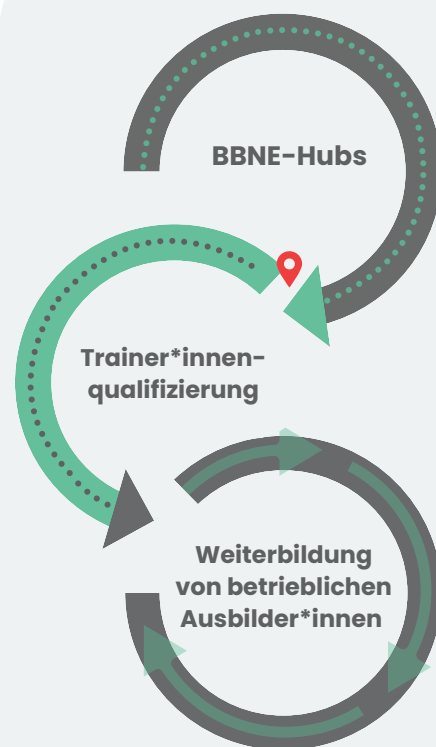 BBNE-Hubs
Trainer*innen-
qualifizierung
Weiterbildung
von betrieblichen
Ausbilder*innen